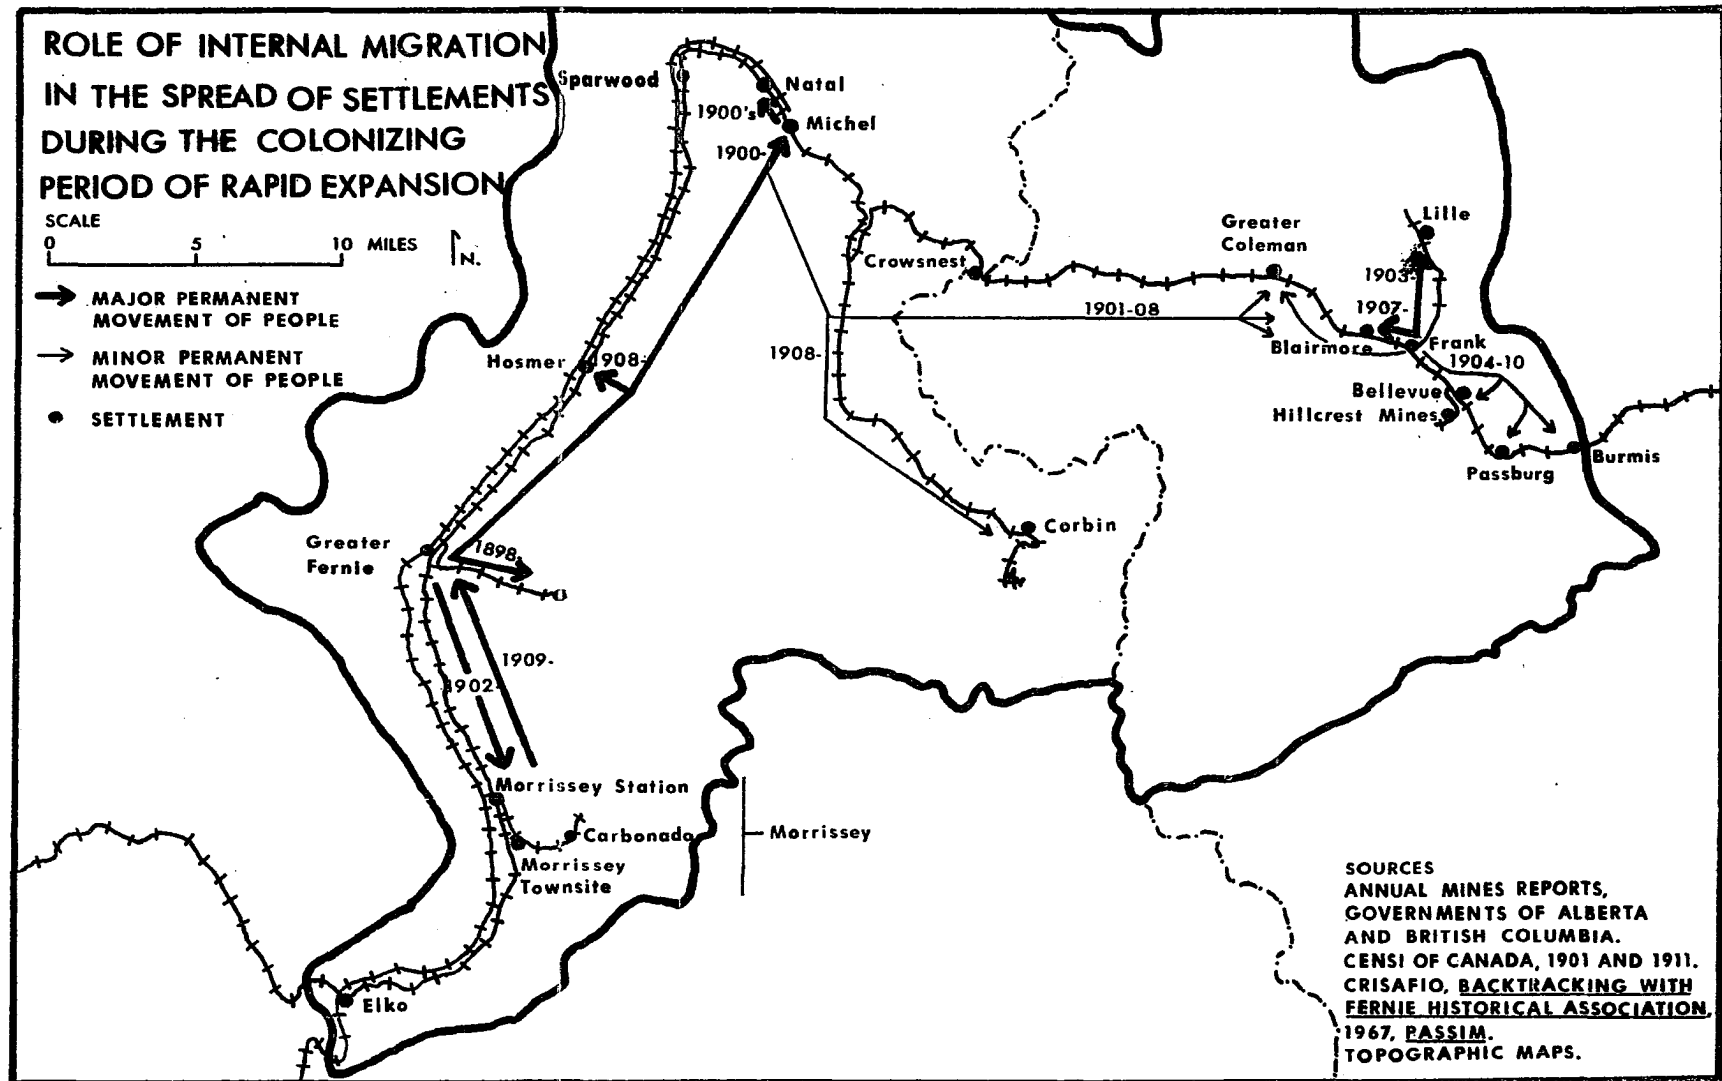 ROLE OF INTERNAL MIGRATION
IN THE SPREAD OF SETTLEMENTS
DURING THE COLONIZING
PERIOD OF RAPID EXPANSION
SCALE
0 5 10 MILES
N.
MAJOR PERMANENT
MOVEMENT OF PEOPLE
MINOR PERMANENT
MOVEMENT OF PEOPLE
SETTLEMENT
Sparwood
Natal
1900's
Michel
1900-
Greater
Coleman
Lille
Crowsnest
1903-
1901-08
1907-
Blairmore
Frank
1904-10
Hosmer
1908-
1908-
Bellevue
Hillcrest Mines
Passburg
Burmis
Corbin
Greater
Fernie
1898-
1909-
1902-
Morrissey Station
Carbonado
Morrissey
Morrissey
Townsite
Elko
SOURCES
ANNUAL MINES REPORTS,
GOVERNMENTS OF ALBERTA
AND BRITISH COLUMBIA.
CENSI OF CANADA, 1901 AND 1911.
CRISAFIO, BACKTRACKING WITH
FERNIE HISTORICAL ASSOCIATION,
1967, PASSIM.
TOPOGRAPHIC MAPS.